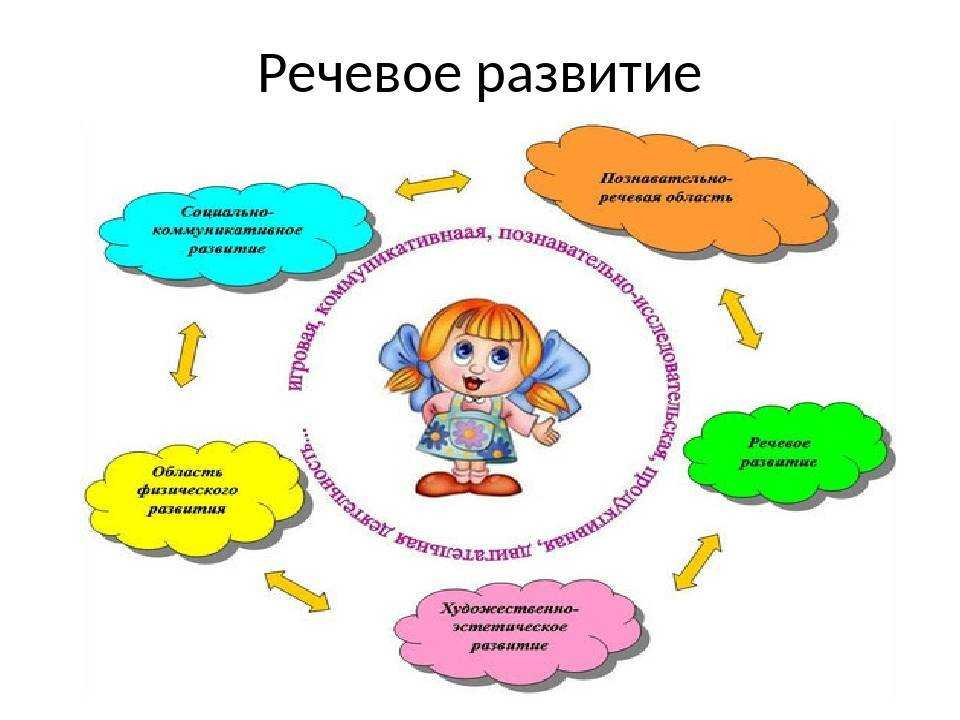 Речевое развитие
Социально-
коммуникативное
развитие
Познавательно-
речевая область
игровая, коммуникативнаая, познавательно-исследовательская, продуктивная, двигательная деятельность...
Речевое
развитие
Область
физического
развития
Художественно-
эстетическое
развитие